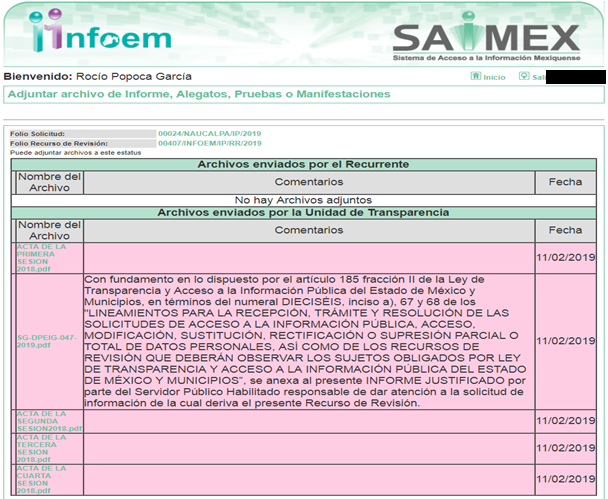 infoem
SAIMEX
Sistema de Acceso a la Información Mexiquense
Bienvenido: Rocío Popoca García
Inicio Sali
Adjuntar archivo de Informe, Alegatos, Pruebas o Manifestaciones
Folio Solicitud: 00024/NAUCALPA/IP/2019
Folio Recurso de Revisión: 00407/INFOEM/IP/RR/2019
Puede adjuntar archivos a este estatus
Archivos enviados por el Recurrente
Nombre del Archivo Comentarios Fecha
No hay Archivos adjuntos
Archivos enviados por la Unidad de Transparencia
Nombre del Archivo Comentarios Fecha
ACTA DE LA
PRIMERA
SESION
2018.pdf
11/02/2019
SG-DPEIG-047-
2019.pdf
Con fundamento en lo dispuesto por el artículo 185 fracción II de la Ley de
Transparencia y Acceso a la Información Pública del Estado de México y
Municipios, en términos del numeral DIECISÉIS, inciso a), 67 y 68 de los
"LINEAMIENTOS PARA LA RECEPCIÓN, TRÁMITE Y RESOLUCIÓN DE LAS
SOLICITUDES DE ACCESO A LA INFORMACIÓN PÚBLICA, ACCESO,
MODIFICACIÓN, SUSTITUCIÓN, RECTIFICACIÓN O SUPRESIÓN PARCIAL O
TOTAL DE DATOS PERSONALES, ASÍ COMO DE LOS RECURSOS DE
REVISIÓN QUE DEBERÁN OBSERVAR LOS SUJETOS OBLIGADOS POR LEY
DE TRANSPARENCIA Y ACCESO A LA INFORMACIÓN PÚBLICA DEL ESTADO
DE MÉXICO Y MUNICIPIOS", se anexa al presente INFORME JUSTIFICADO por
parte del Servidor Público Habilitado responsable de dar atención a la solicitud de
información de la cual deriva el presente Recurso de Revisión.
11/02/2019
ACTA DE LA
SEGUNDA
SESION2018.pdf
11/02/2019
ACTA DE LA
TERCERA
SESION
2018.pdf
11/02/2019
ACTA DE LA
CUARTA
SESION
2018.pdf
11/02/2019